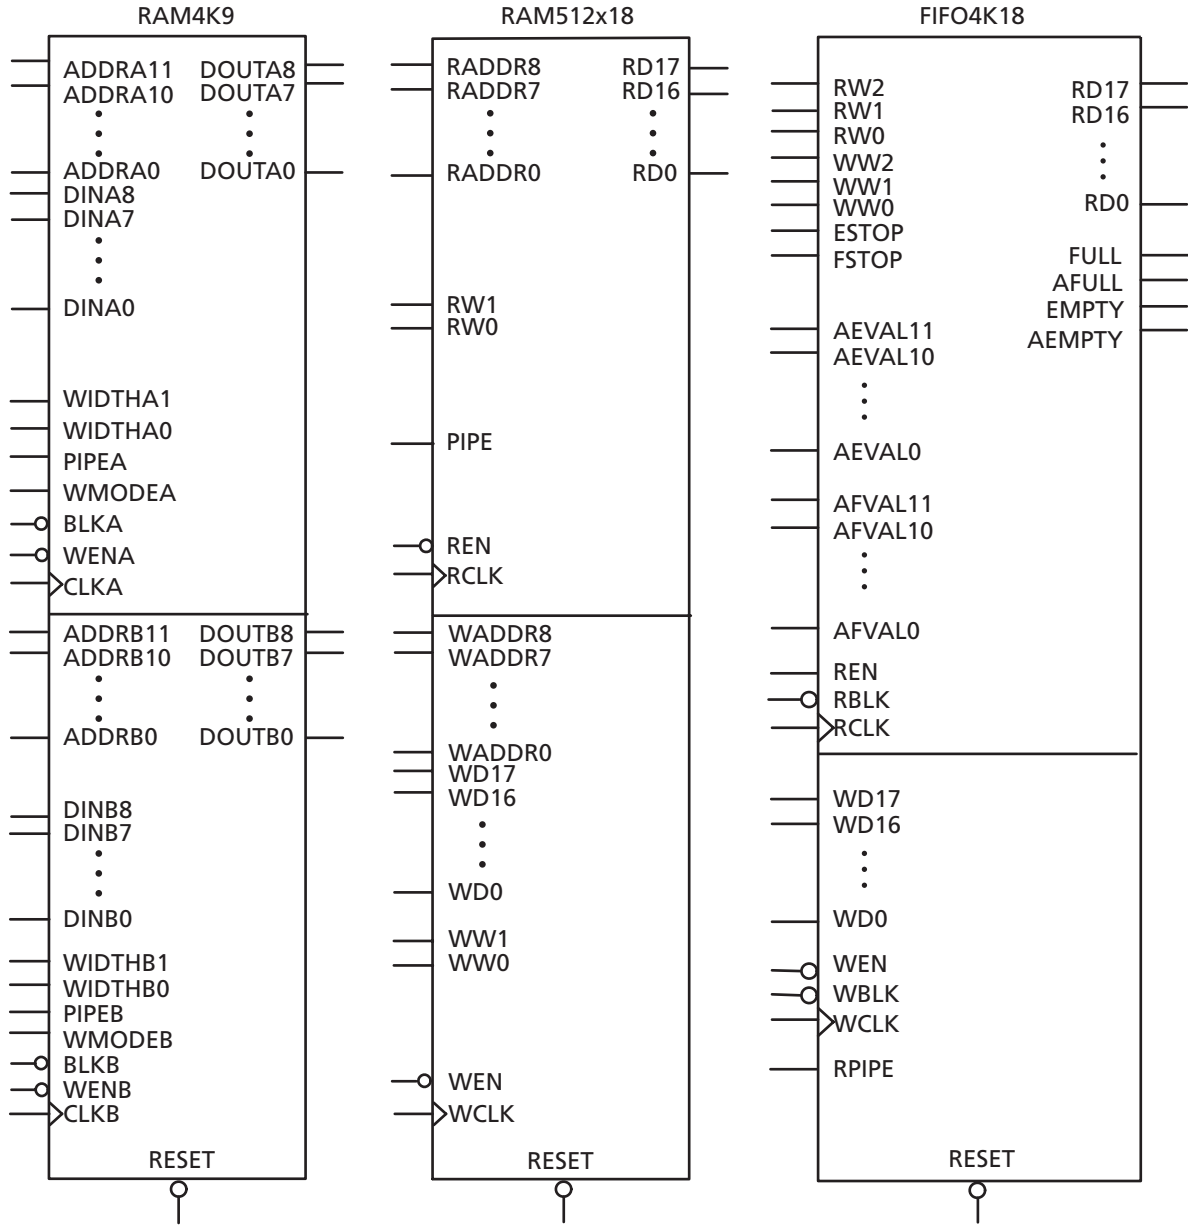 RAM4K9
ADDRA11 DOUTA8
ADDRA10 DOUTA7
ADDRA0 DOUTA0
DINA8
DINA7
DINA0
WIDTHA1
WIDTHA0
PIPEA
WMODEA
BLKA
WENA
CLKA
ADDRB11 DOUTB8
ADDRB10 DOUTB7
ADDRB0 DOUTB0
DINB8
DINB7
DINB0
WIDTHB1
WIDTHB0
PIPEB
WMODEB
BLKB
WENB
CLKB
RESET
RAM512x18
RADDR8 RD17
RADDR7 RD16
RADDR0 RD0
RW1
RW0
PIPE
REN
RCLK
WADDR8
WADDR7
WADDR0
WD17
WD16
WD0
WW1
WW0
WEN
WCLK
RESET
FIFO4K18
RW2 RD17
RW1 RD16
RW0
WW2
WW1
WW0 RD0
ESTOP
FSTOP FULL
AFULL
EMPTY
AEVAL11 AEMPTY
AEVAL10
AEVAL0
AFVAL11
AFVAL10
AFVAL0
REN
RBLK
RCLK
WD17
WD16
WD0
WEN
WBLK
WCLK
RPIPE
RESET